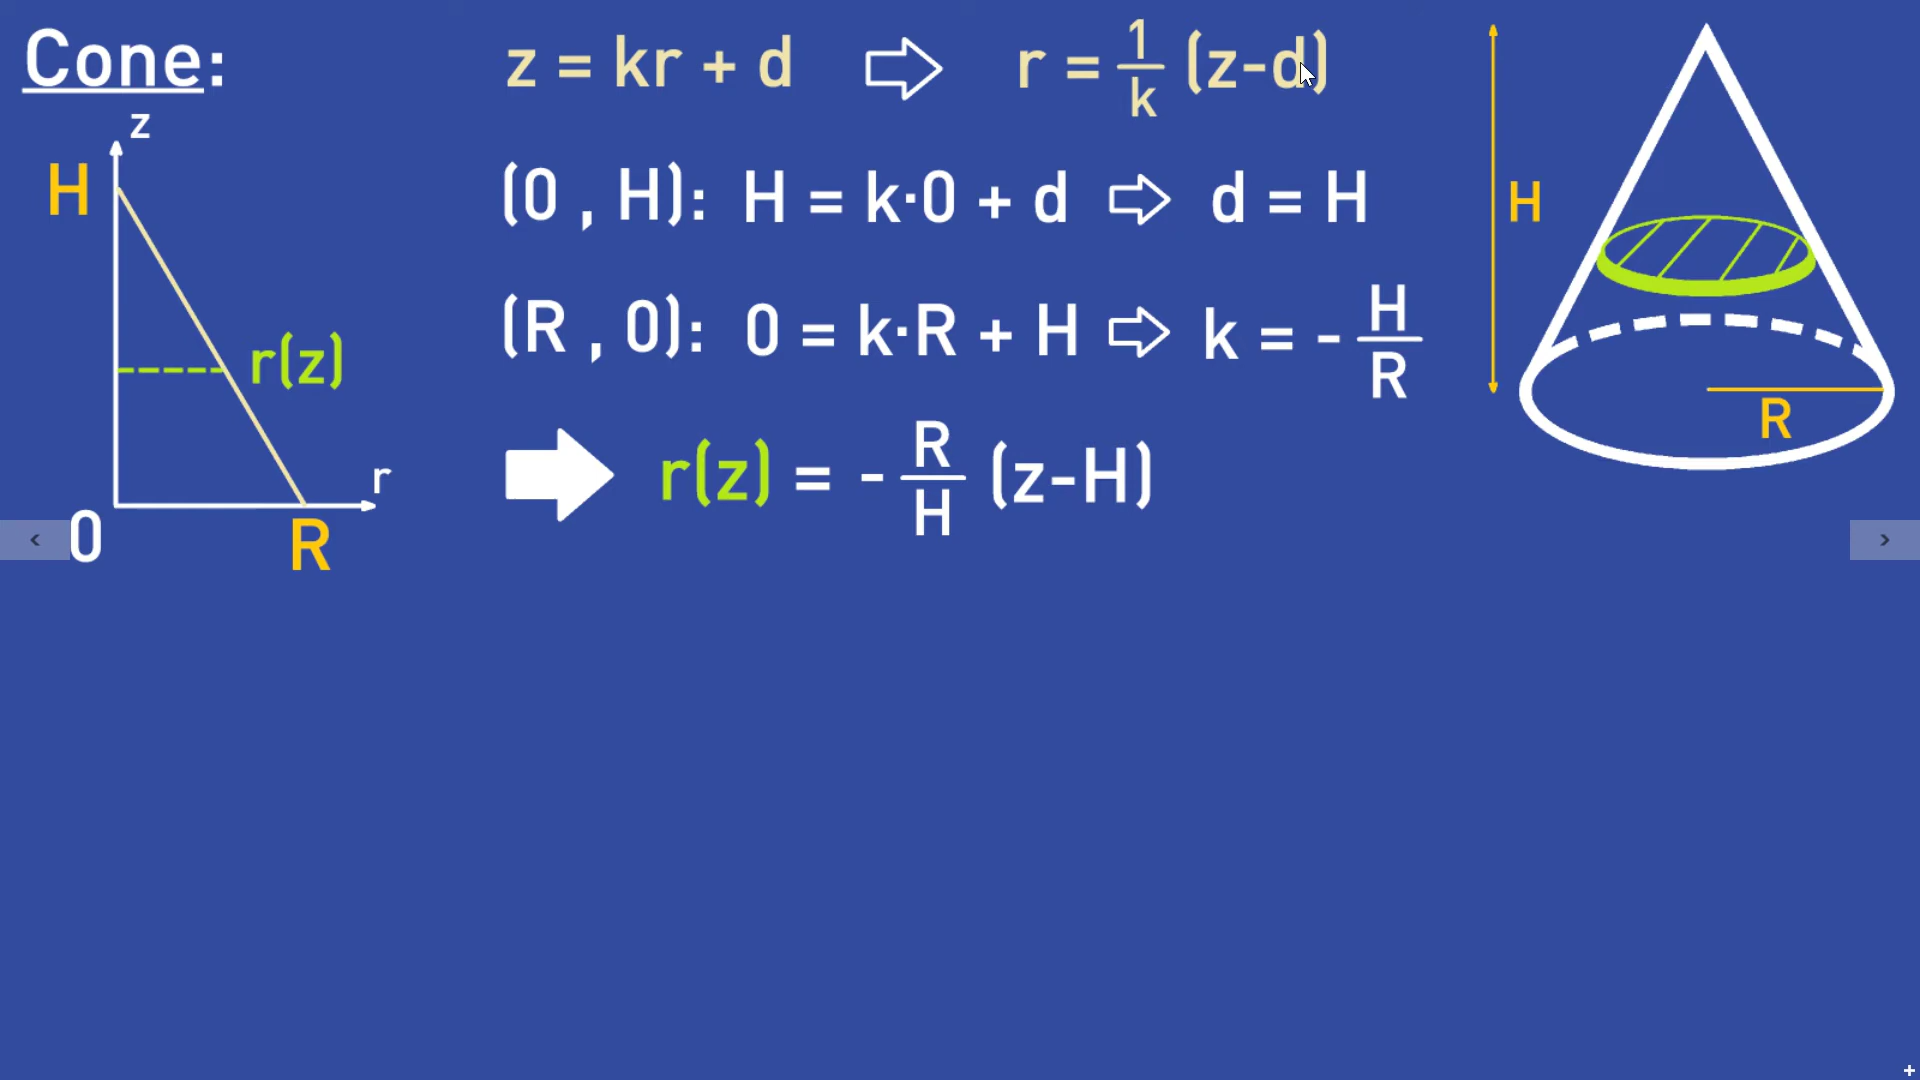 Cone:
z = kr + d ⇨ r = 1/k (z-d)
z
H
r(z)
r
0
R
(0 , H): H = k·0 + d ⇨ d = H
(R , 0): 0 = k·R + H ⇨ k = - H/R
➡ r(z) = - R/H (z-H)
H
R